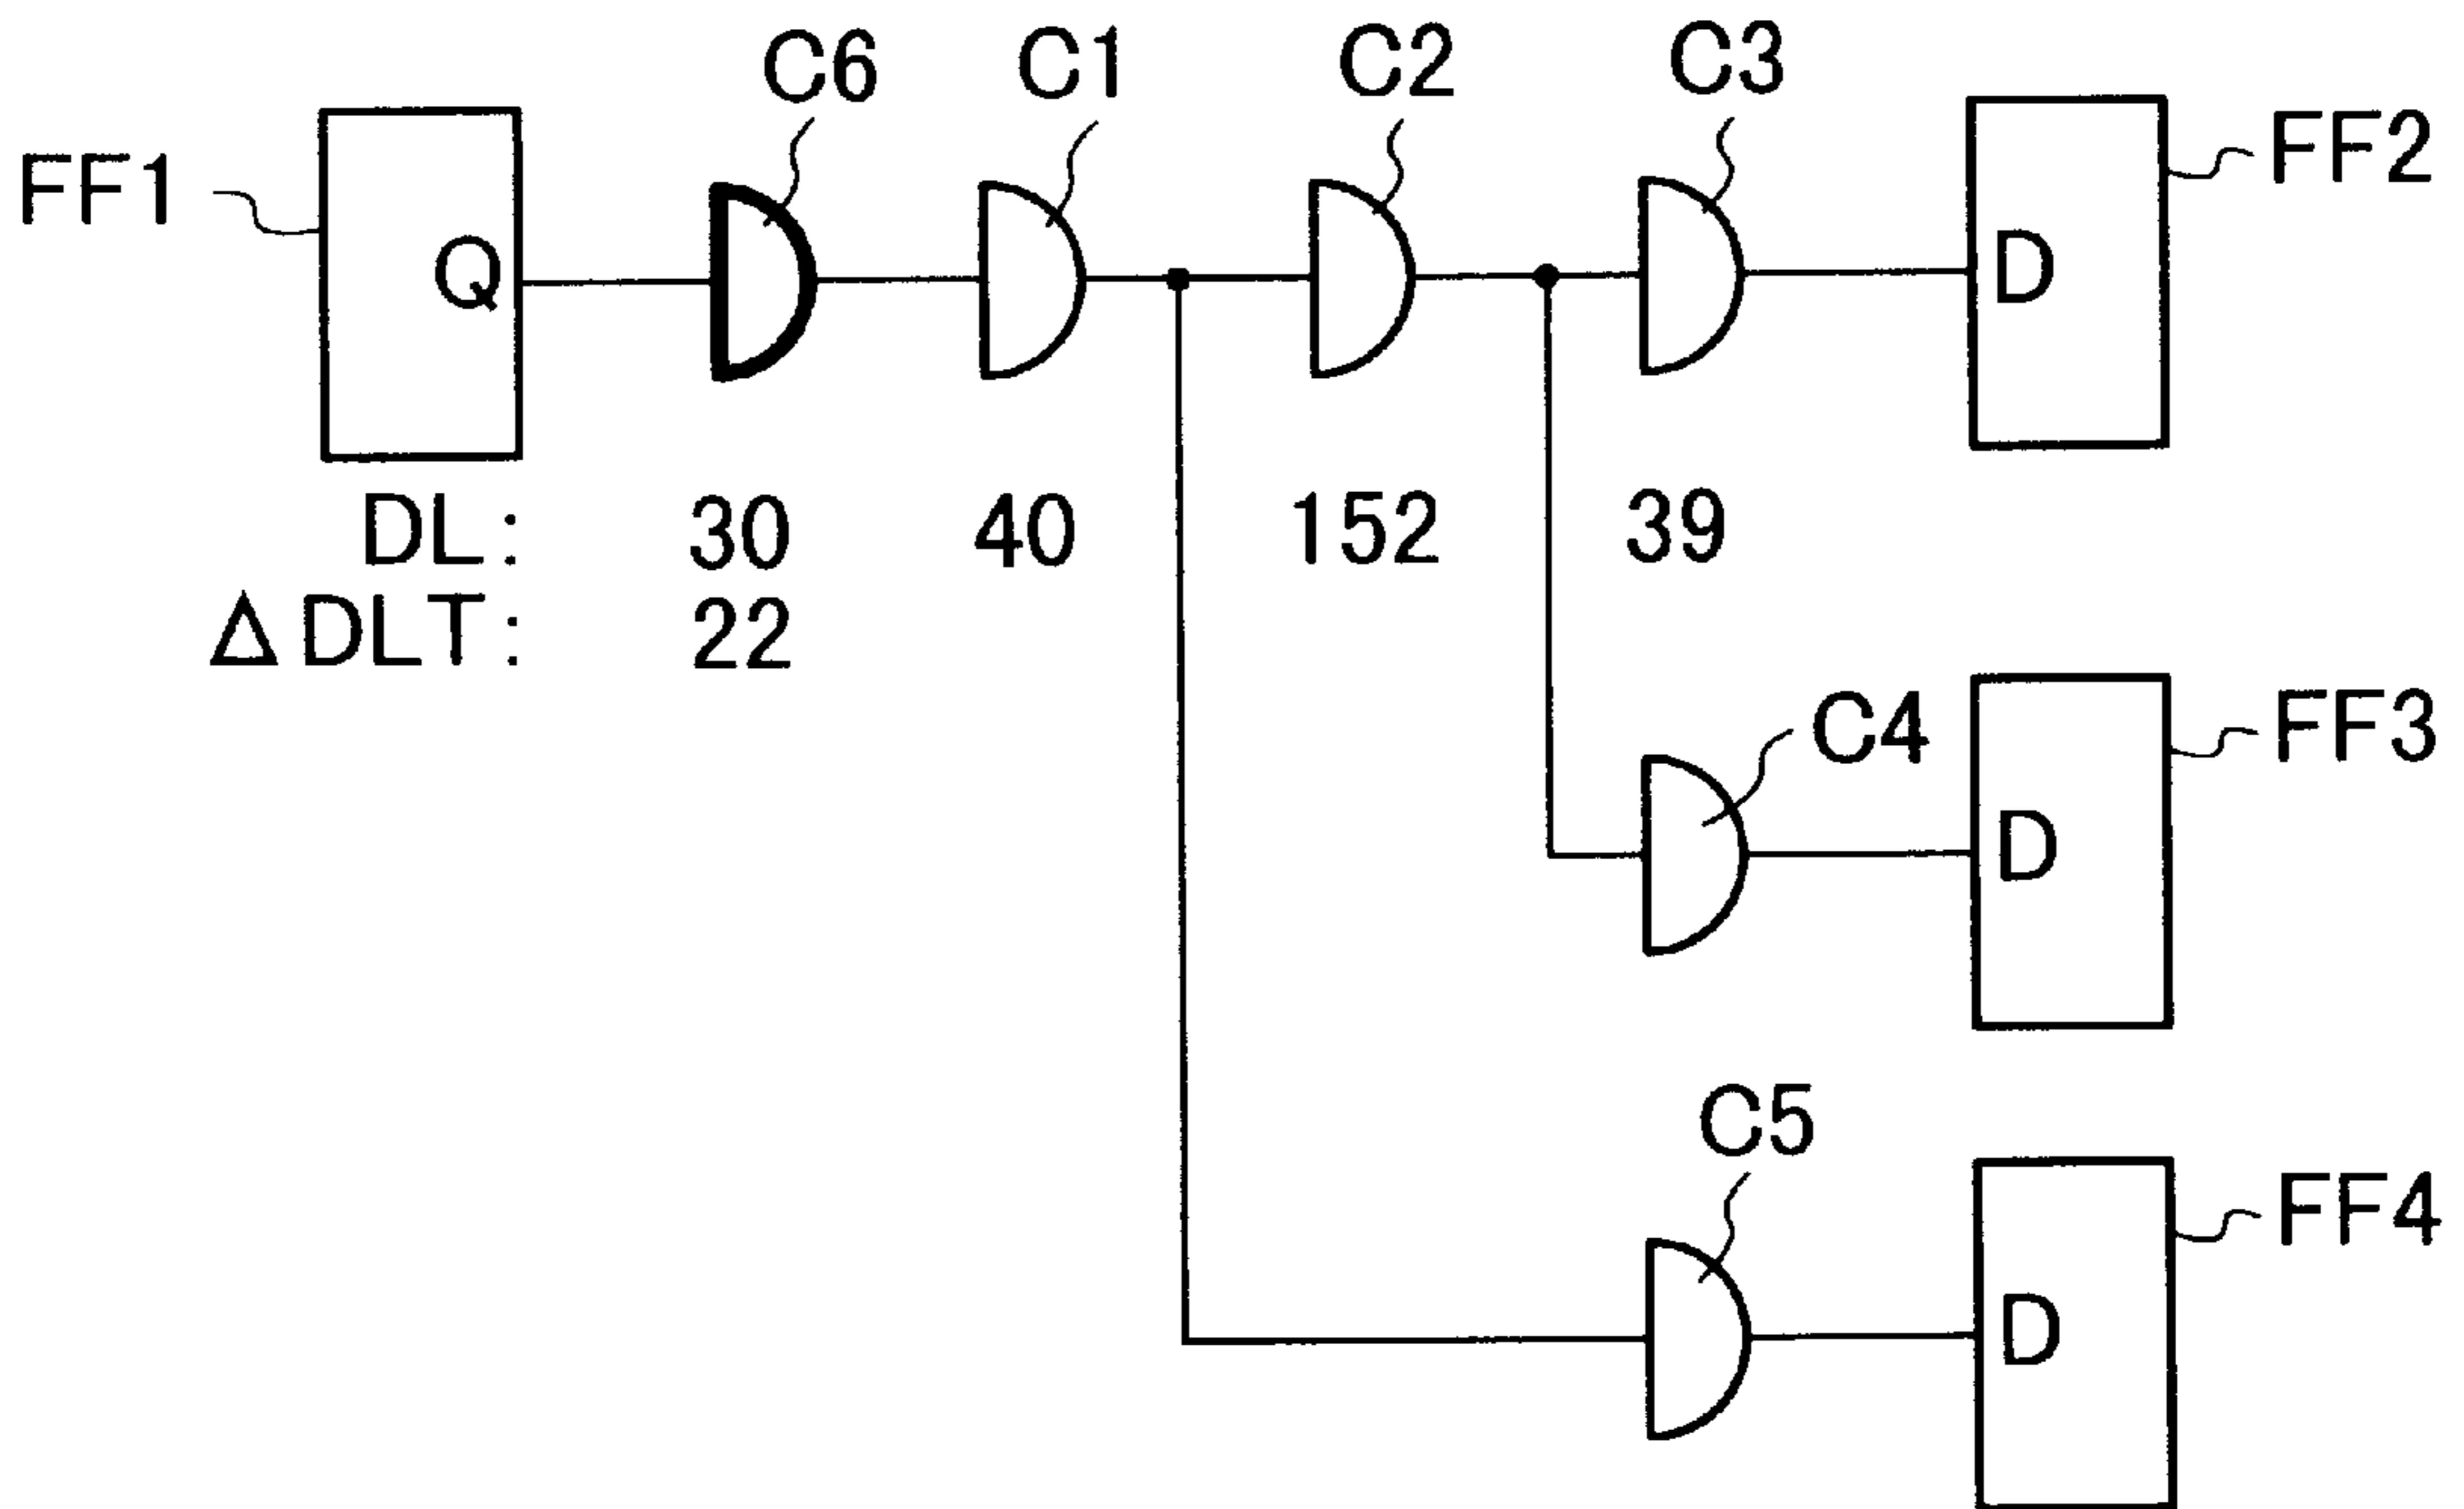 C6 C1 C2 C3
FF1 FF2
Q D
DL: 30 40 152 39
ΔDLT: 22
C4 FF3
D
C5
FF4
D